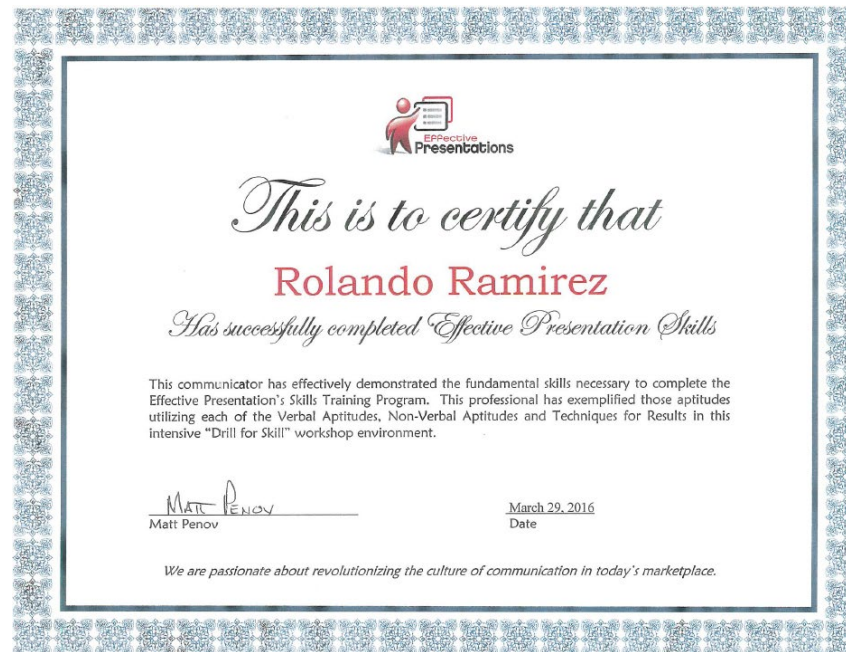 Effective
Presentations
This is to certify that
Rolando Ramirez
Has successfully completed Effective Presentation Skills
This communicator has effectively demonstrated the fundamental skills necessary to complete the
Effective Presentation's Skills Training Program. This professional has exemplified those aptitudes
utilizing each of the Verbal Aptitudes, Non-Verbal Aptitudes and Techniques for Results in this
intensive "Drill for Skill" workshop environment.
MATT PENOV
March 29, 2016
Matt Penov
Date
We are passionate about revolutionizing the culture of communication in today's marketplace.